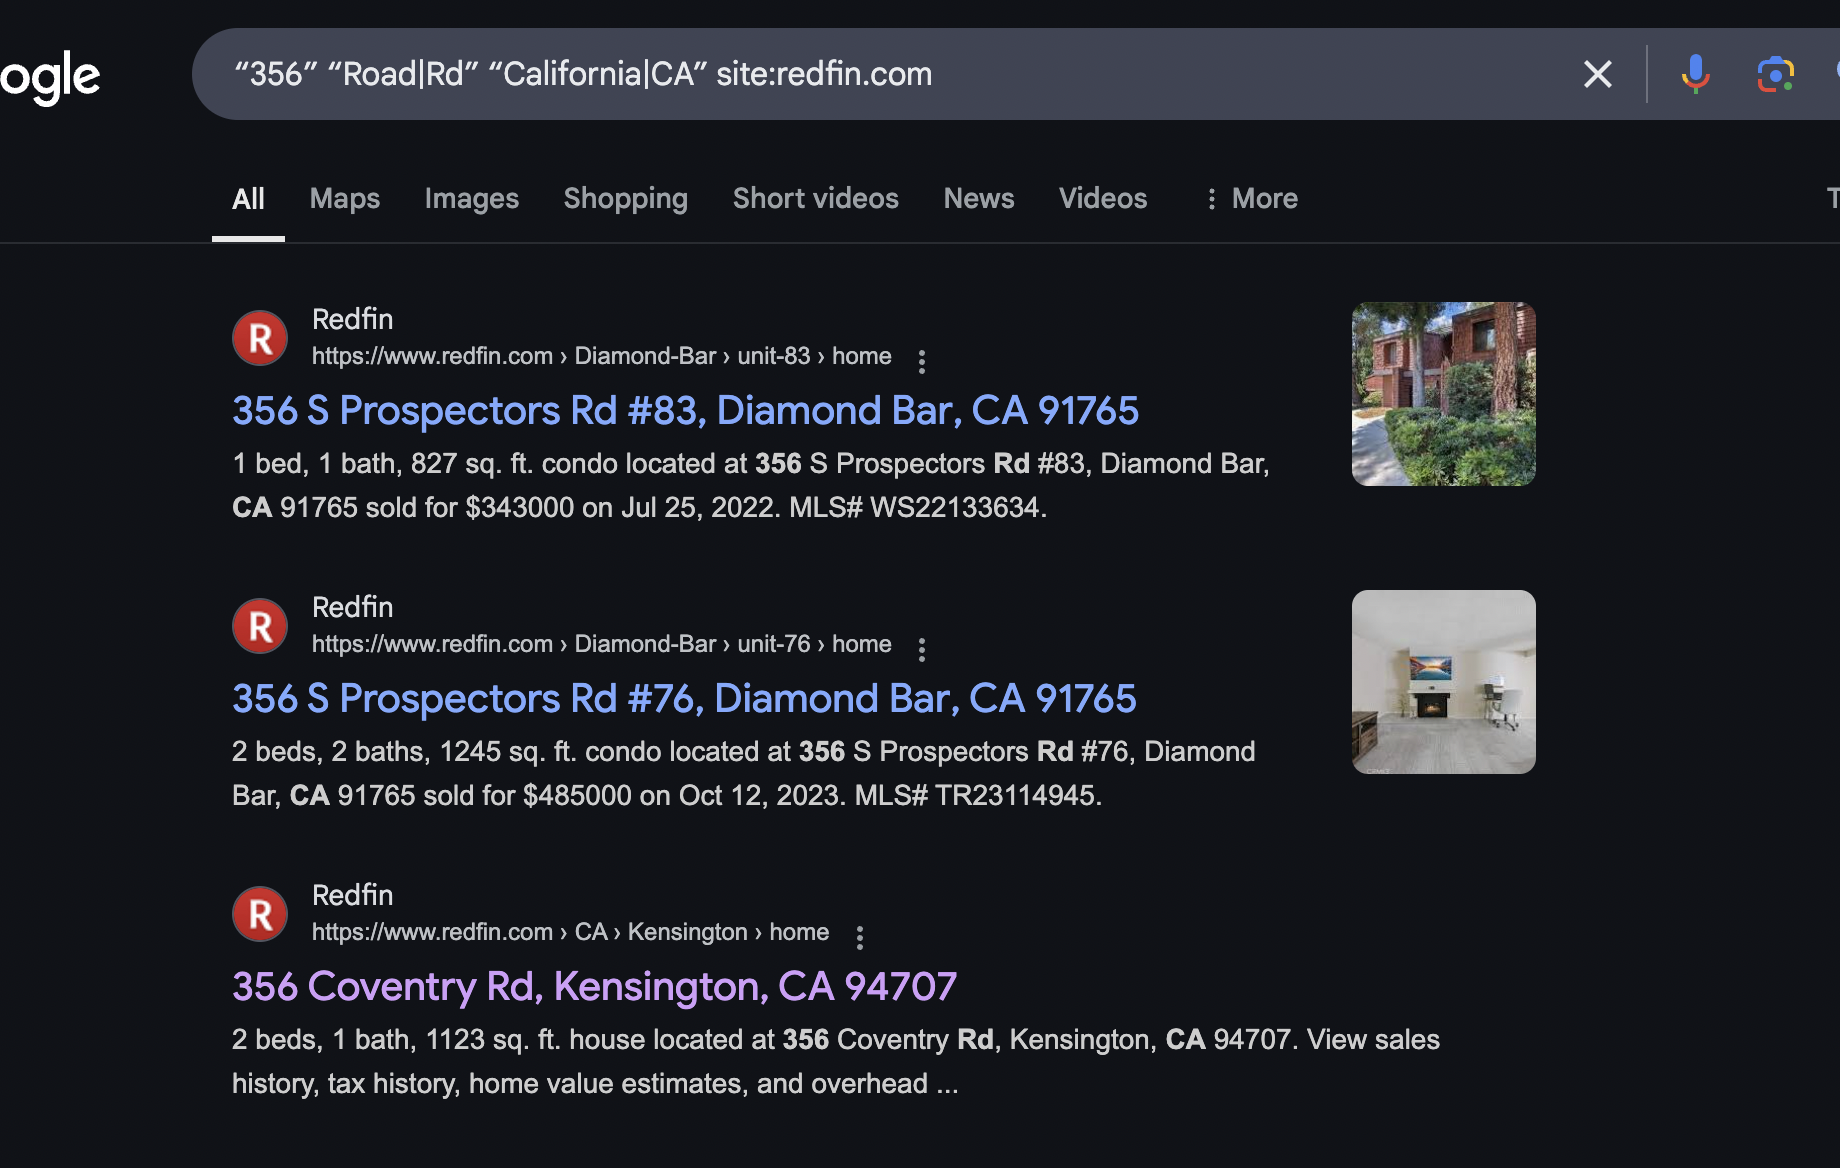 ogle
“356” “Road|Rd” “California|CA” site:redfin.com
All Maps Images Shopping Short videos News Videos More T
R Redfin
https://www.redfin.com › Diamond-Bar › unit-83 › home
356 S Prospectors Rd #83, Diamond Bar, CA 91765
1 bed, 1 bath, 827 sq. ft. condo located at 356 S Prospectors Rd #83, Diamond Bar,
CA 91765 sold for $343000 on Jul 25, 2022. MLS# WS22133634.
R Redfin
https://www.redfin.com › Diamond-Bar › unit-76 › home
356 S Prospectors Rd #76, Diamond Bar, CA 91765
2 beds, 2 baths, 1245 sq. ft. condo located at 356 S Prospectors Rd #76, Diamond
Bar, CA 91765 sold for $485000 on Oct 12, 2023. MLS# TR23114945.
R Redfin
https://www.redfin.com › CA › Kensington › home
356 Coventry Rd, Kensington, CA 94707
2 beds, 1 bath, 1123 sq. ft. house located at 356 Coventry Rd, Kensington, CA 94707. View sales
history, tax history, home value estimates, and overhead ...